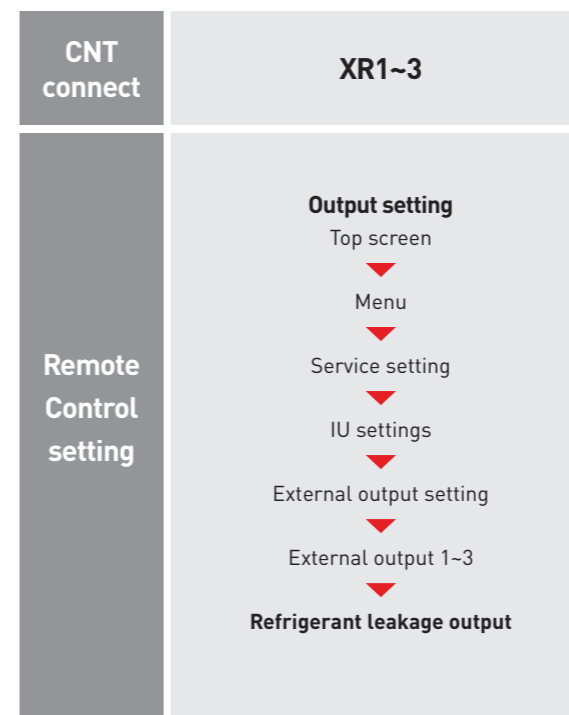 CNT
connect
XR1~3
Remote
Control
setting
Output setting
Top screen
Menu
Service setting
IU settings
External output setting
External output 1~3
Refrigerant leakage output